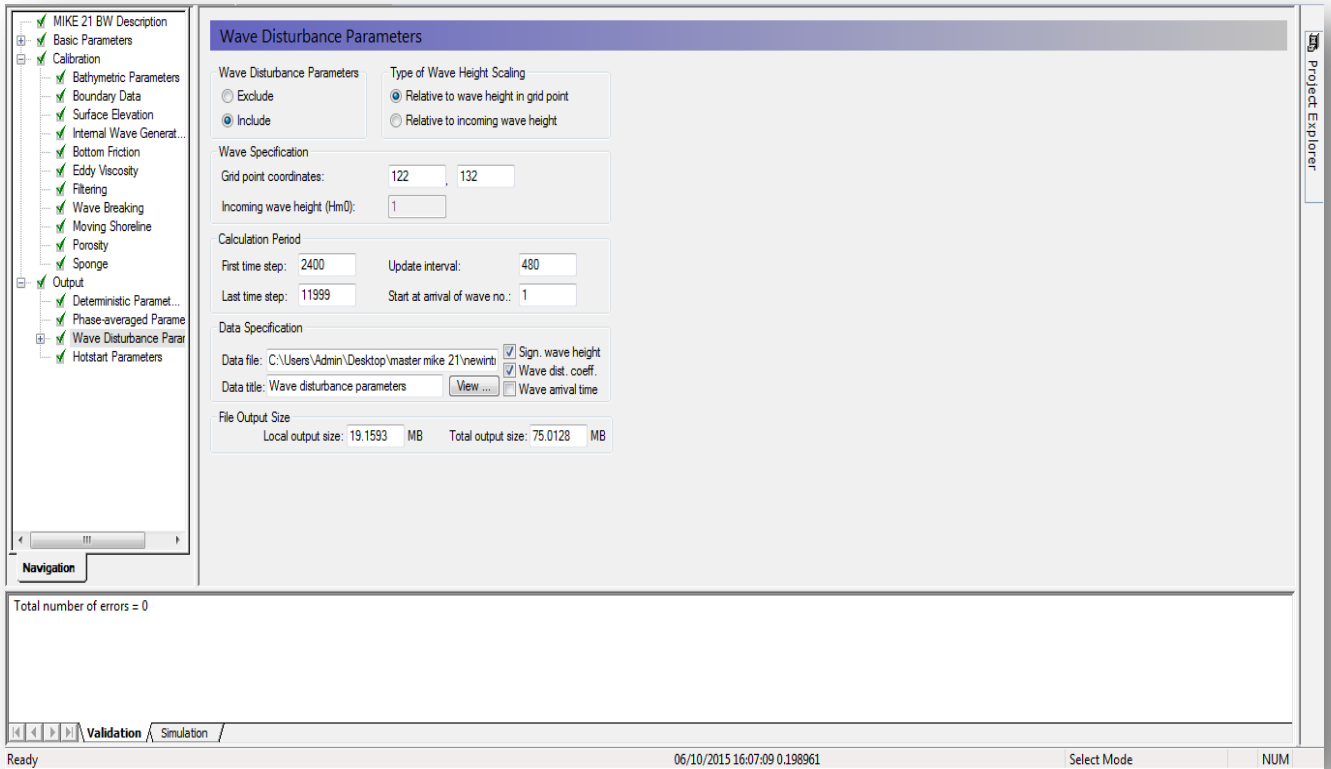 MIKE 21 BW Description
Basic Parameters
Calibration
Bathymetric Parameters
Boundary Data
Surface Elevation
Internal Wave Generat...
Bottom Friction
Eddy Viscosity
Filtering
Wave Breaking
Moving Shoreline
Porosity
Sponge
Output
Deterministic Paramet...
Phase-averaged Parame
Wave Disturbance Parar
Hotstart Parameters
Navigation
Wave Disturbance Parameters
Wave Disturbance Parameters
Exclude
Include
Type of Wave Height Scaling
Relative to wave height in grid point
Relative to incoming wave height
Wave Specification
Grid point coordinates: 122 , 132
Incoming wave height (Hm0): 1
Calculation Period
First time step: 2400 Update interval: 480
Last time step: 11999 Start at arrival of wave no.: 1
Data Specification
Data file: C:\Users\Admin\Desktop\master mike 21\newint
Data title: Wave disturbance parameters View ...
Sign. wave height
Wave dist. coeff.
Wave arrival time
File Output Size
Local output size: 19.1593 MB Total output size: 75.0128 MB
Project Explorer
Total number of errors = 0
Validation Simulation
Ready 06/10/2015 16:07:09 0.198961 Select Mode NUM